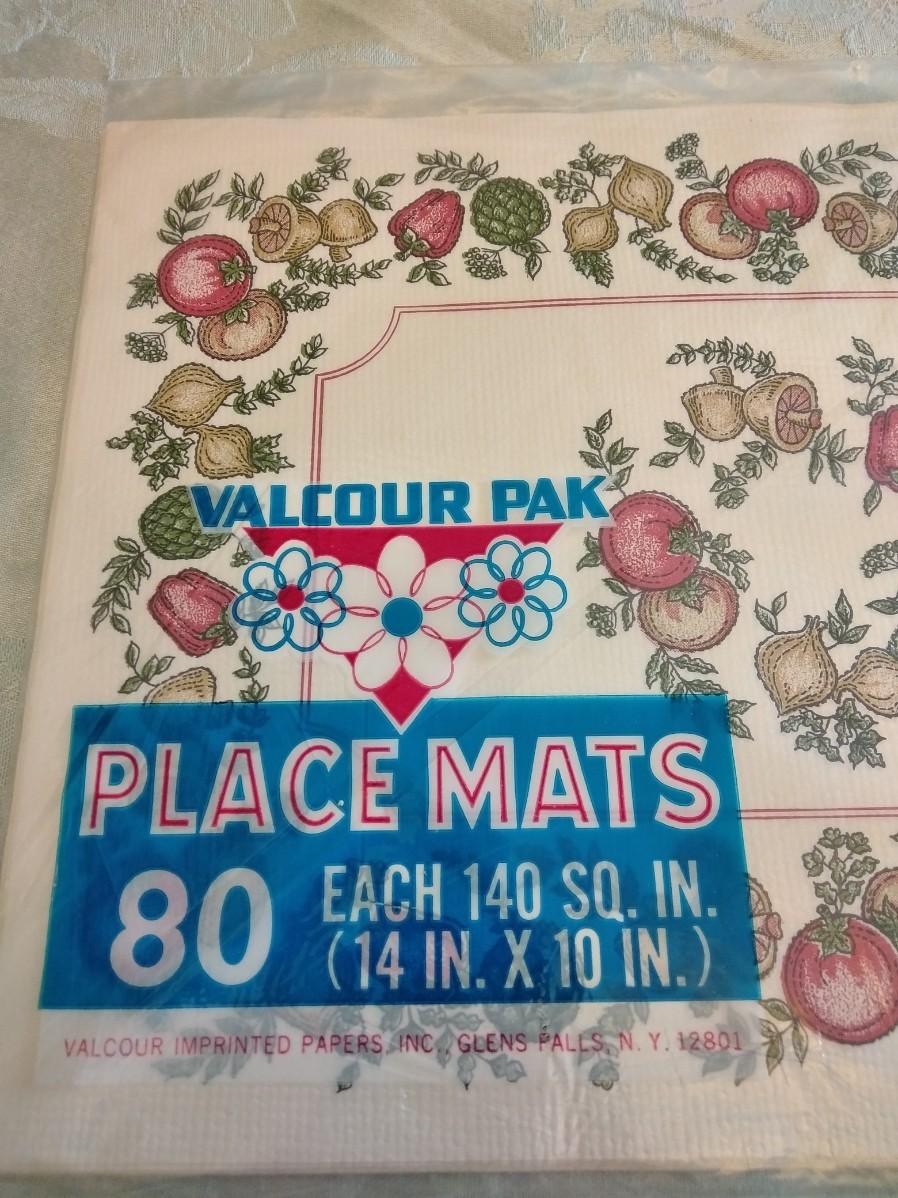 VALCOUR PAK
PLACE MATS
80
EACH 140 SQ. IN.
(14 IN. X 10 IN.)
VALCOUR IMPRINTED PAPERS, INC., GLENS FALLS, N. Y. 12801